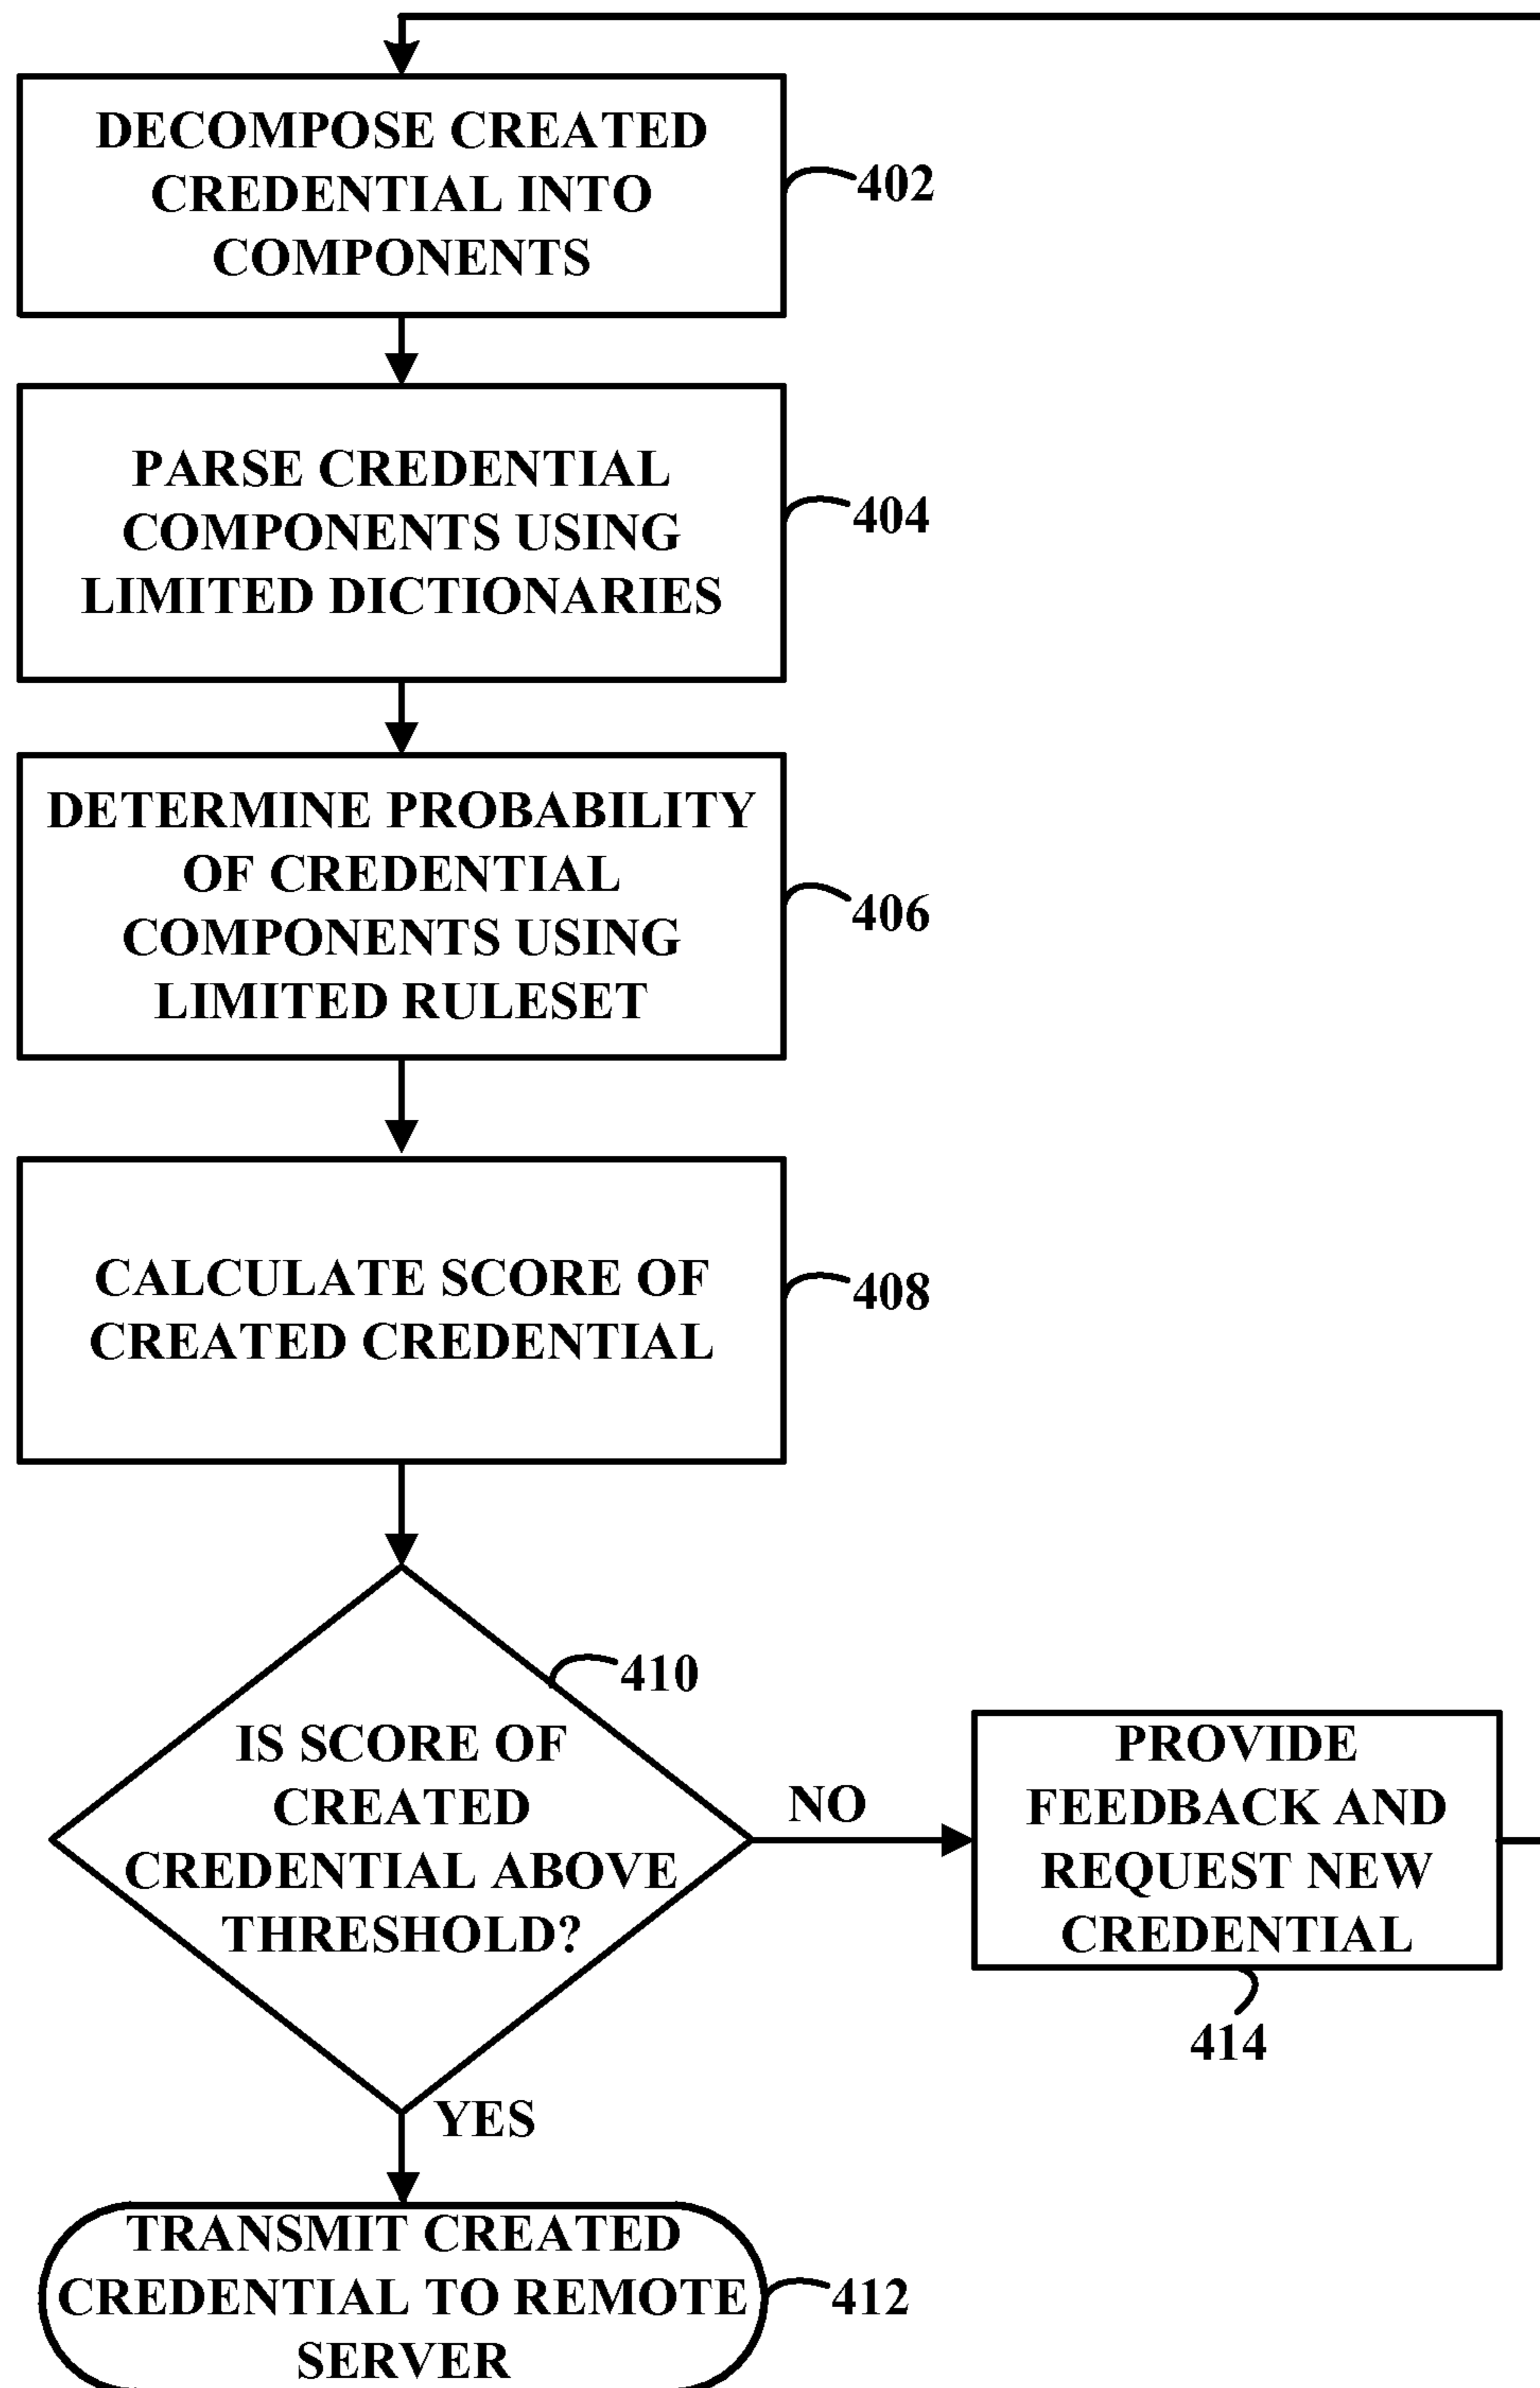 DECOMPOSE CREATED
CREDENTIAL INTO
COMPONENTS
402
PARSE CREDENTIAL
COMPONENTS USING
LIMITED DICTIONARIES
404
DETERMINE PROBABILITY
OF CREDENTIAL
COMPONENTS USING
LIMITED RULESET
406
CALCULATE SCORE OF
CREATED CREDENTIAL
408
410
IS SCORE OF
CREATED
CREDENTIAL ABOVE
THRESHOLD?
NO
PROVIDE
FEEDBACK AND
REQUEST NEW
CREDENTIAL
414
YES
TRANSMIT CREATED
CREDENTIAL TO REMOTE
SERVER
412